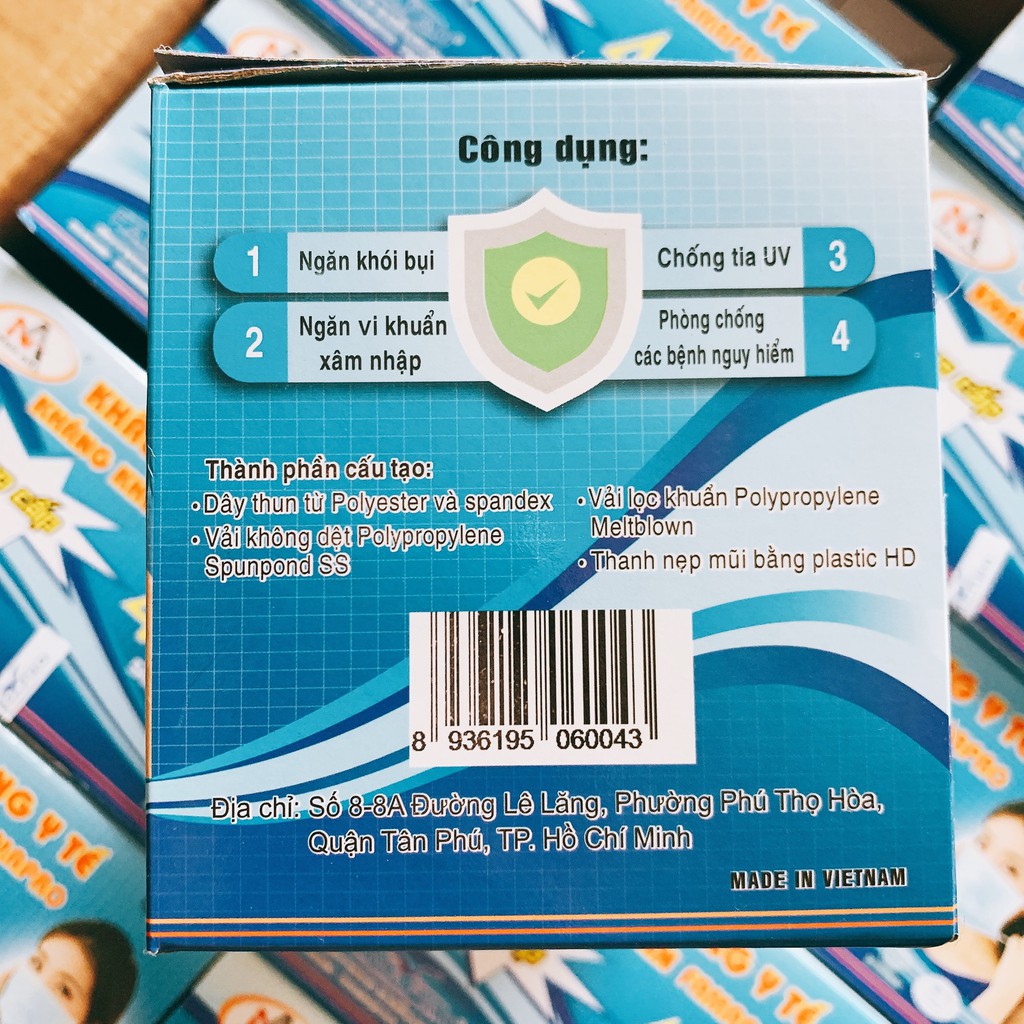 Công dụng:
1 Ngăn khói bụi
2 Ngăn vi khuẩn
xâm nhập
Chống tia UV 3
Phòng chống
các bệnh nguy hiểm 4
Thành phần cấu tạo:
• Dây thun từ Polyester và spandex
• Vải không dệt Polypropylene
Spunpond SS
• Vải lọc khuẩn Polypropylene
Meltblown
• Thanh nẹp mũi bằng plastic HD
8 936195 060043
Địa chỉ: Số 8-8A Đường Lê Lăng, Phường Phú Thọ Hòa,
Quận Tân Phú, TP. Hồ Chí Minh
MADE IN VIETNAM